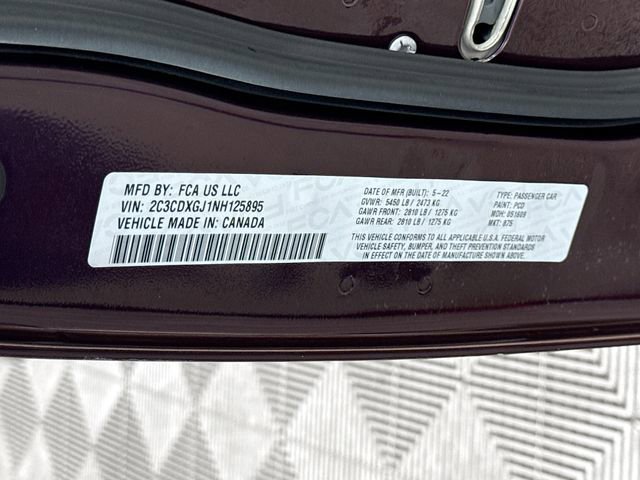 MFD BY: FCA US LLC
VIN: 2C3CDXGJ1NH125895
VEHICLE MADE IN: CANADA
DATE OF MFR (BUILT): 5-22
GVWR: 5450 LB / 2473 KG
GAWR FRONT: 2810 LB / 1275 KG
GAWR REAR: 2810 LB / 1275 KG
TYPE: PASSENGER CAR
PAINT: PCD
MDH: 051609
MKT: 875
THIS VEHICLE CONFORMS TO ALL APPLICABLE U.S.A. FEDERAL MOTOR
VEHICLE SAFETY, BUMPER, AND THEFT PREVENTION STANDARDS
IN EFFECT ON THE DATE OF MANUFACTURE SHOWN ABOVE.